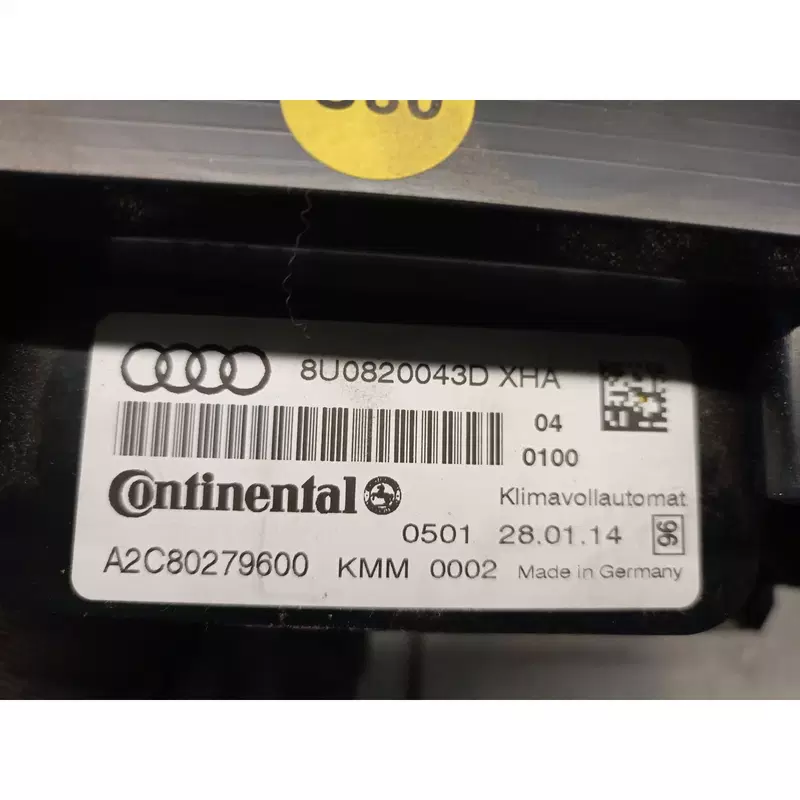 8U0820043D XHA
04
0100
Continental
Klimavollautomat
0501 28.01.14 96
A2C80279600 KMM 0002 Made in Germany